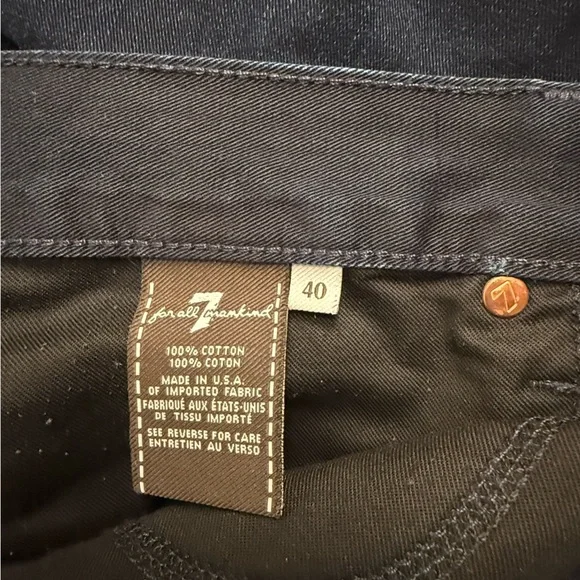 for all 7 mankind
40
100% COTTON
100% COTON
MADE IN U.S.A.
OF IMPORTED FABRIC
FABRIQUÉ AUX ÉTATS-UNIS
DE TISSU IMPORTÉ
SEE REVERSE FOR CARE
ENTRETIEN AU VERSO